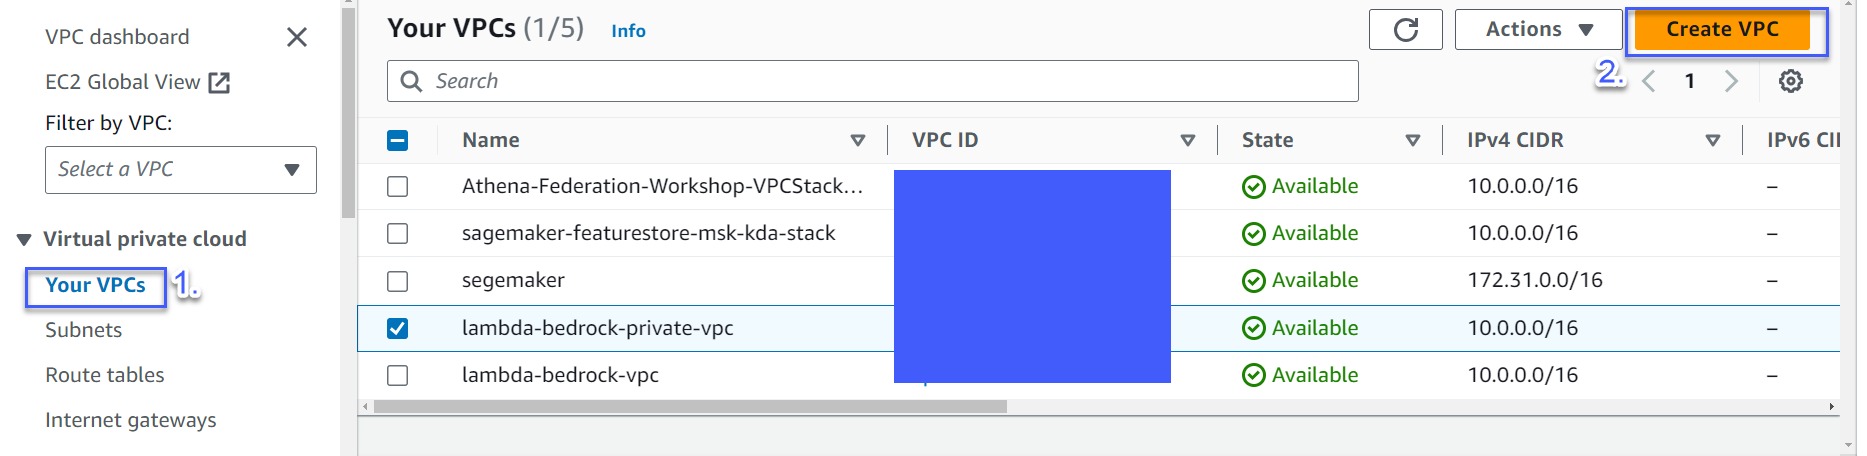 VPC dashboard
EC2 Global View
Filter by VPC:
Select a VPC
Virtual private cloud
Your VPCs 1.
Subnets
Route tables
Internet gateways
Your VPCs (1/5) Info
Actions
Create VPC
Search
2. 1
Name VPC ID State IPv4 CIDR IPv6 CI
Athena-Federation-Workshop-VPCStack... Available 10.0.0.0/16 –
sagemaker-featurestore-msk-kda-stack Available 10.0.0.0/16 –
segemaker Available 172.31.0.0/16 –
lambda-bedrock-private-vpc Available 10.0.0.0/16 –
lambda-bedrock-vpc Available 10.0.0.0/16 –